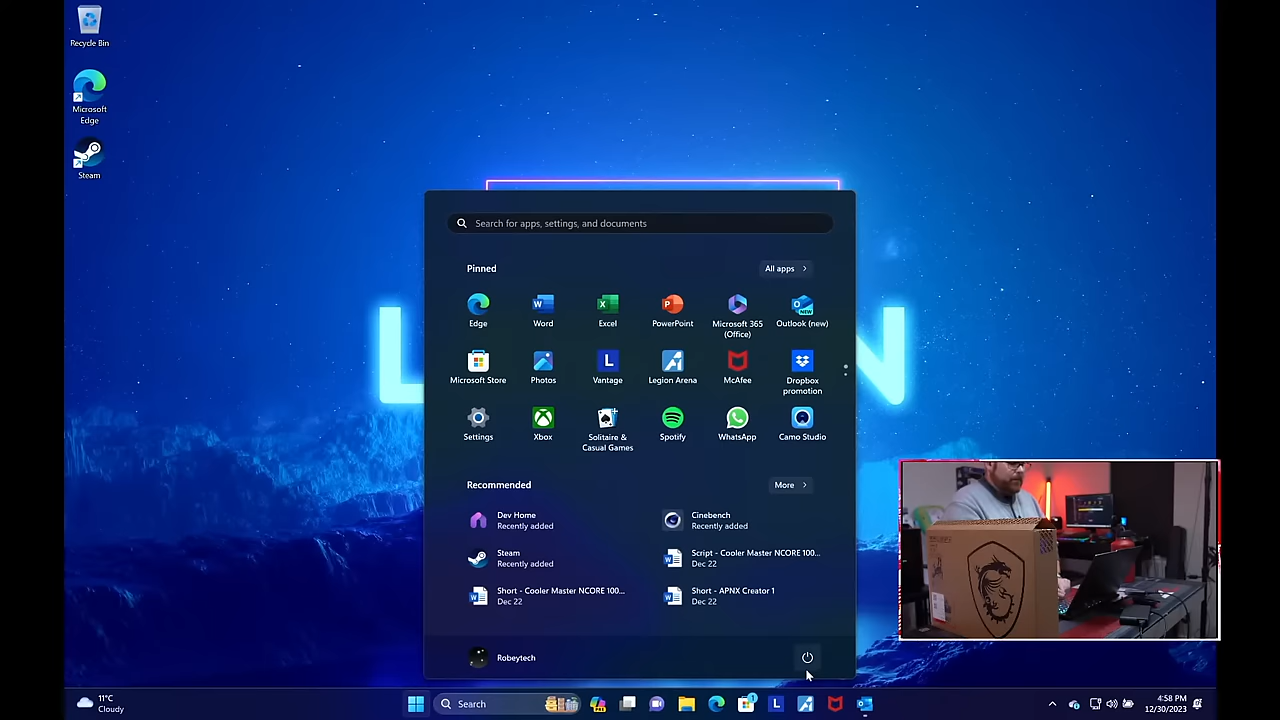 Recycle Bin
Microsoft
Edge
Steam
L
N
Search for apps, settings, and documents
Pinned
All apps
Edge
Word
Excel
PowerPoint
Microsoft 365
(Office)
Outlook (new)
Microsoft Store
Photos
Vantage
Legion Arena
McAfee
Dropbox
promotion
Settings
Xbox
Solitaire &
Casual Games
Spotify
WhatsApp
Camo Studio
Recommended
More
Dev Home
Recently added
Cinebench
Recently added
Steam
Recently added
Script - Cooler Master NCORE 100...
Dec 22
Short - Cooler Master NCORE 100...
Dec 22
Short - APNX Creator 1
Dec 22
Robeytech
11°C
Cloudy
Search
4:58 PM
12/30/2023